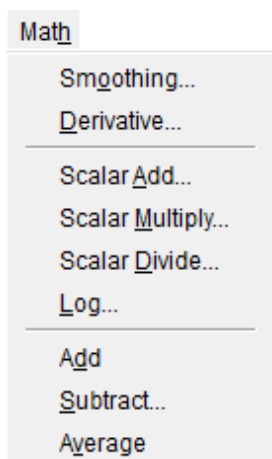 Math
Smoothing...
Derivative...
Scalar Add...
Scalar Multiply...
Scalar Divide...
Log...
Add
Subtract...
Average